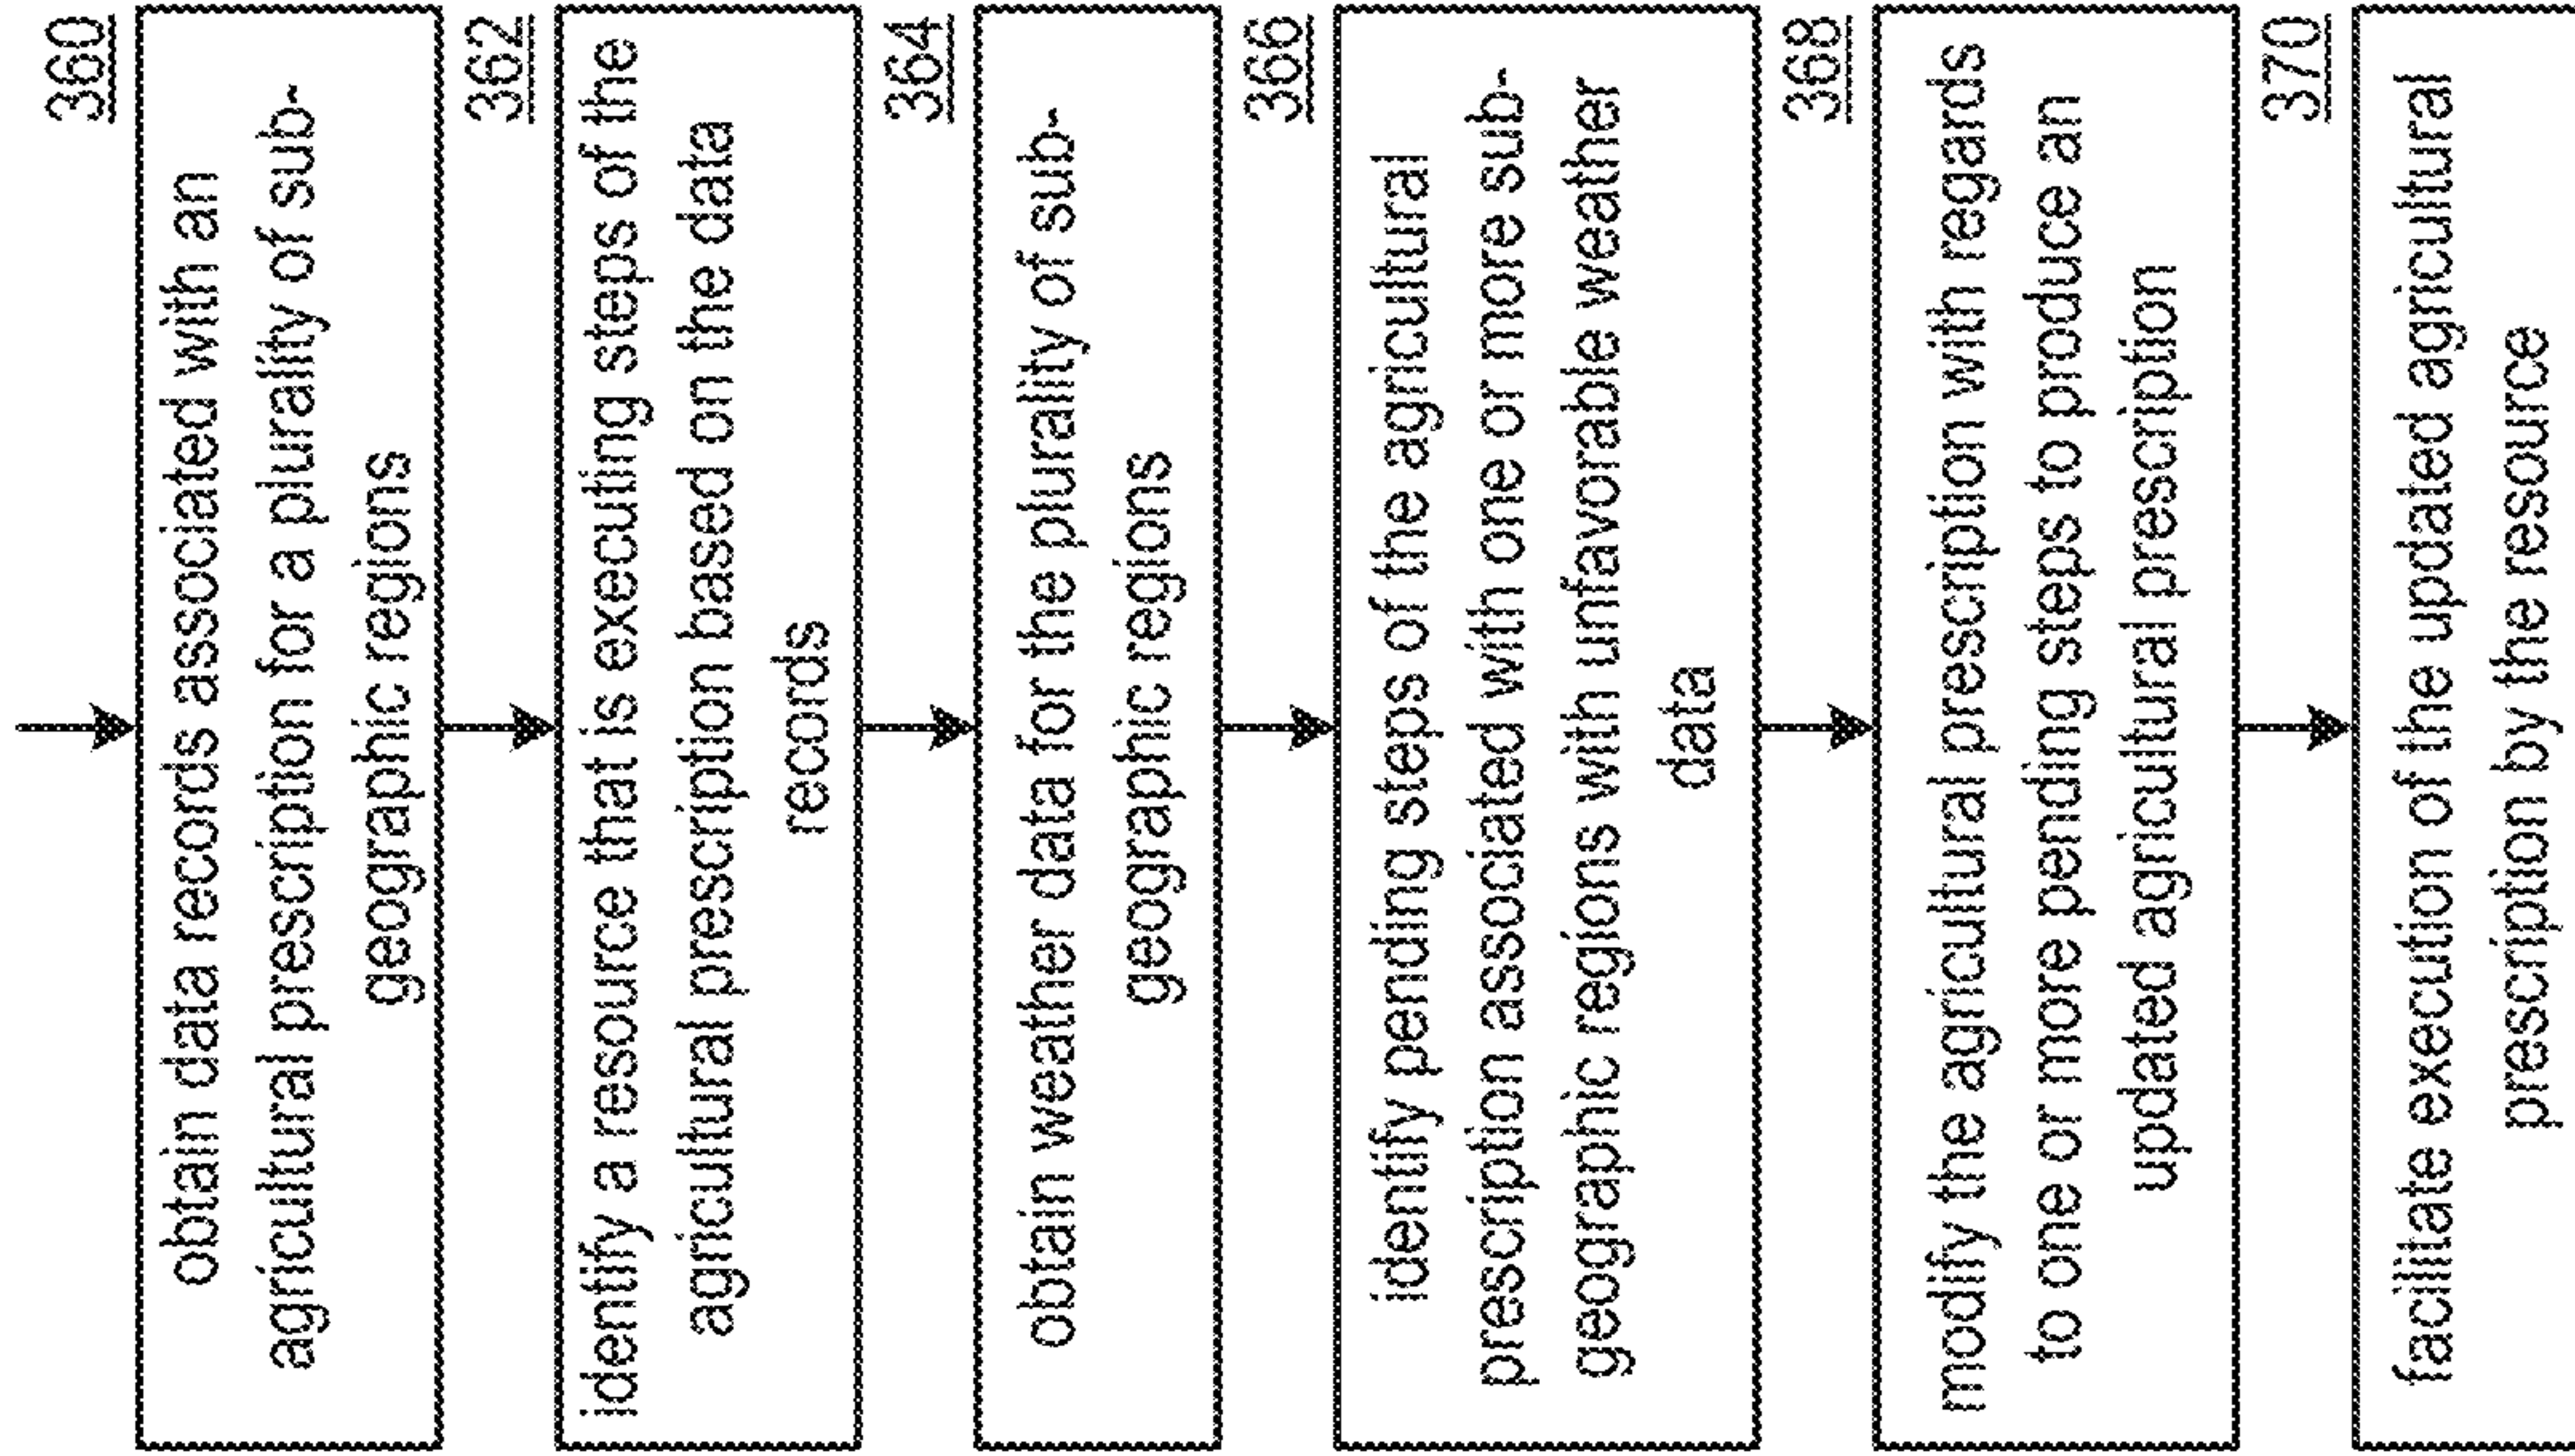 360
obtain data records associated with an
agricultural prescription for a plurality of sub-
geographic regions
362
identify a resource that is executing steps of the
agricultural prescription based on the data
records
364
obtain weather data for the plurality of sub-
geographic regions
366
identify pending steps of the agricultural
prescription associated with one or more sub-
geographic regions with unfavorable weather
data
368
modify the agricultural prescription with regards
to one or more pending steps to produce an
updated agricultural prescription
370
facilitate execution of the updated agricultural
prescription by the resource